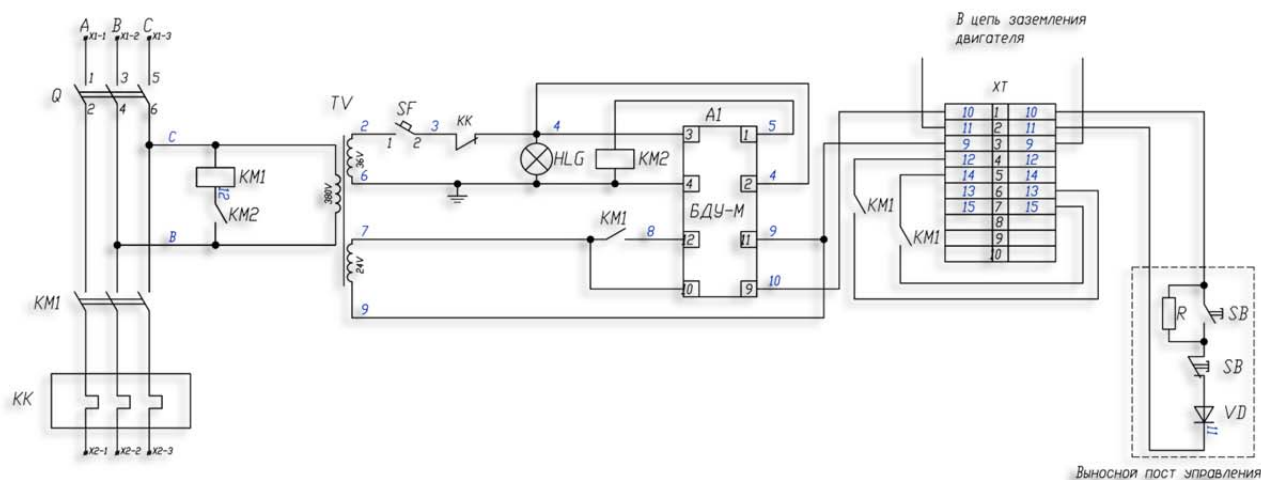 A B C
X1-1 X1-2 X1-3
1 3 5
Q
2 4 6
C
KM1
12
KM2
B
KM1
KK
X2-1 X2-2 X2-3
TV
380V
36V
24V
2 SF 3 KK 4
1 2
HLG
KM2
6
7 KM1 8
9
A1
3 1 5
4 2 4
БДУ-М
12 11 9
10 9 10
В цепь заземления
двигателя
XT
10 1 10
11 2 11
9 3 9
12 4 12
14 5 14
13 6 13
15 7 15
8
9
10
KM1
KM1
R
SB
SB
VD
11
Выносной пост управления